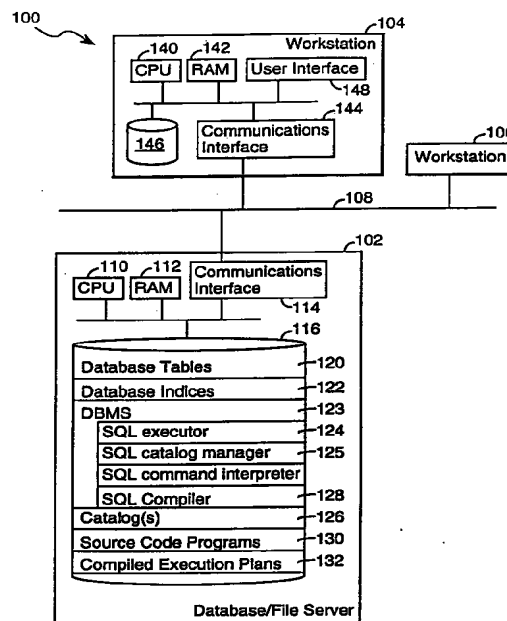 100
104
Workstation
140
142
CPU
RAM
User Interface
148
144
146
Communications
Interface
Workstation
108
102
110
112
CPU
RAM
Communications
Interface
114
116
Database Tables
120
Database Indices
122
DBMS
123
SQL executor
124
SQL catalog manager
125
SQL command interpreter
SQL Compiler
128
Catalog(s)
126
Source Code Programs
130
Compiled Execution Plans
132
Database/File Server